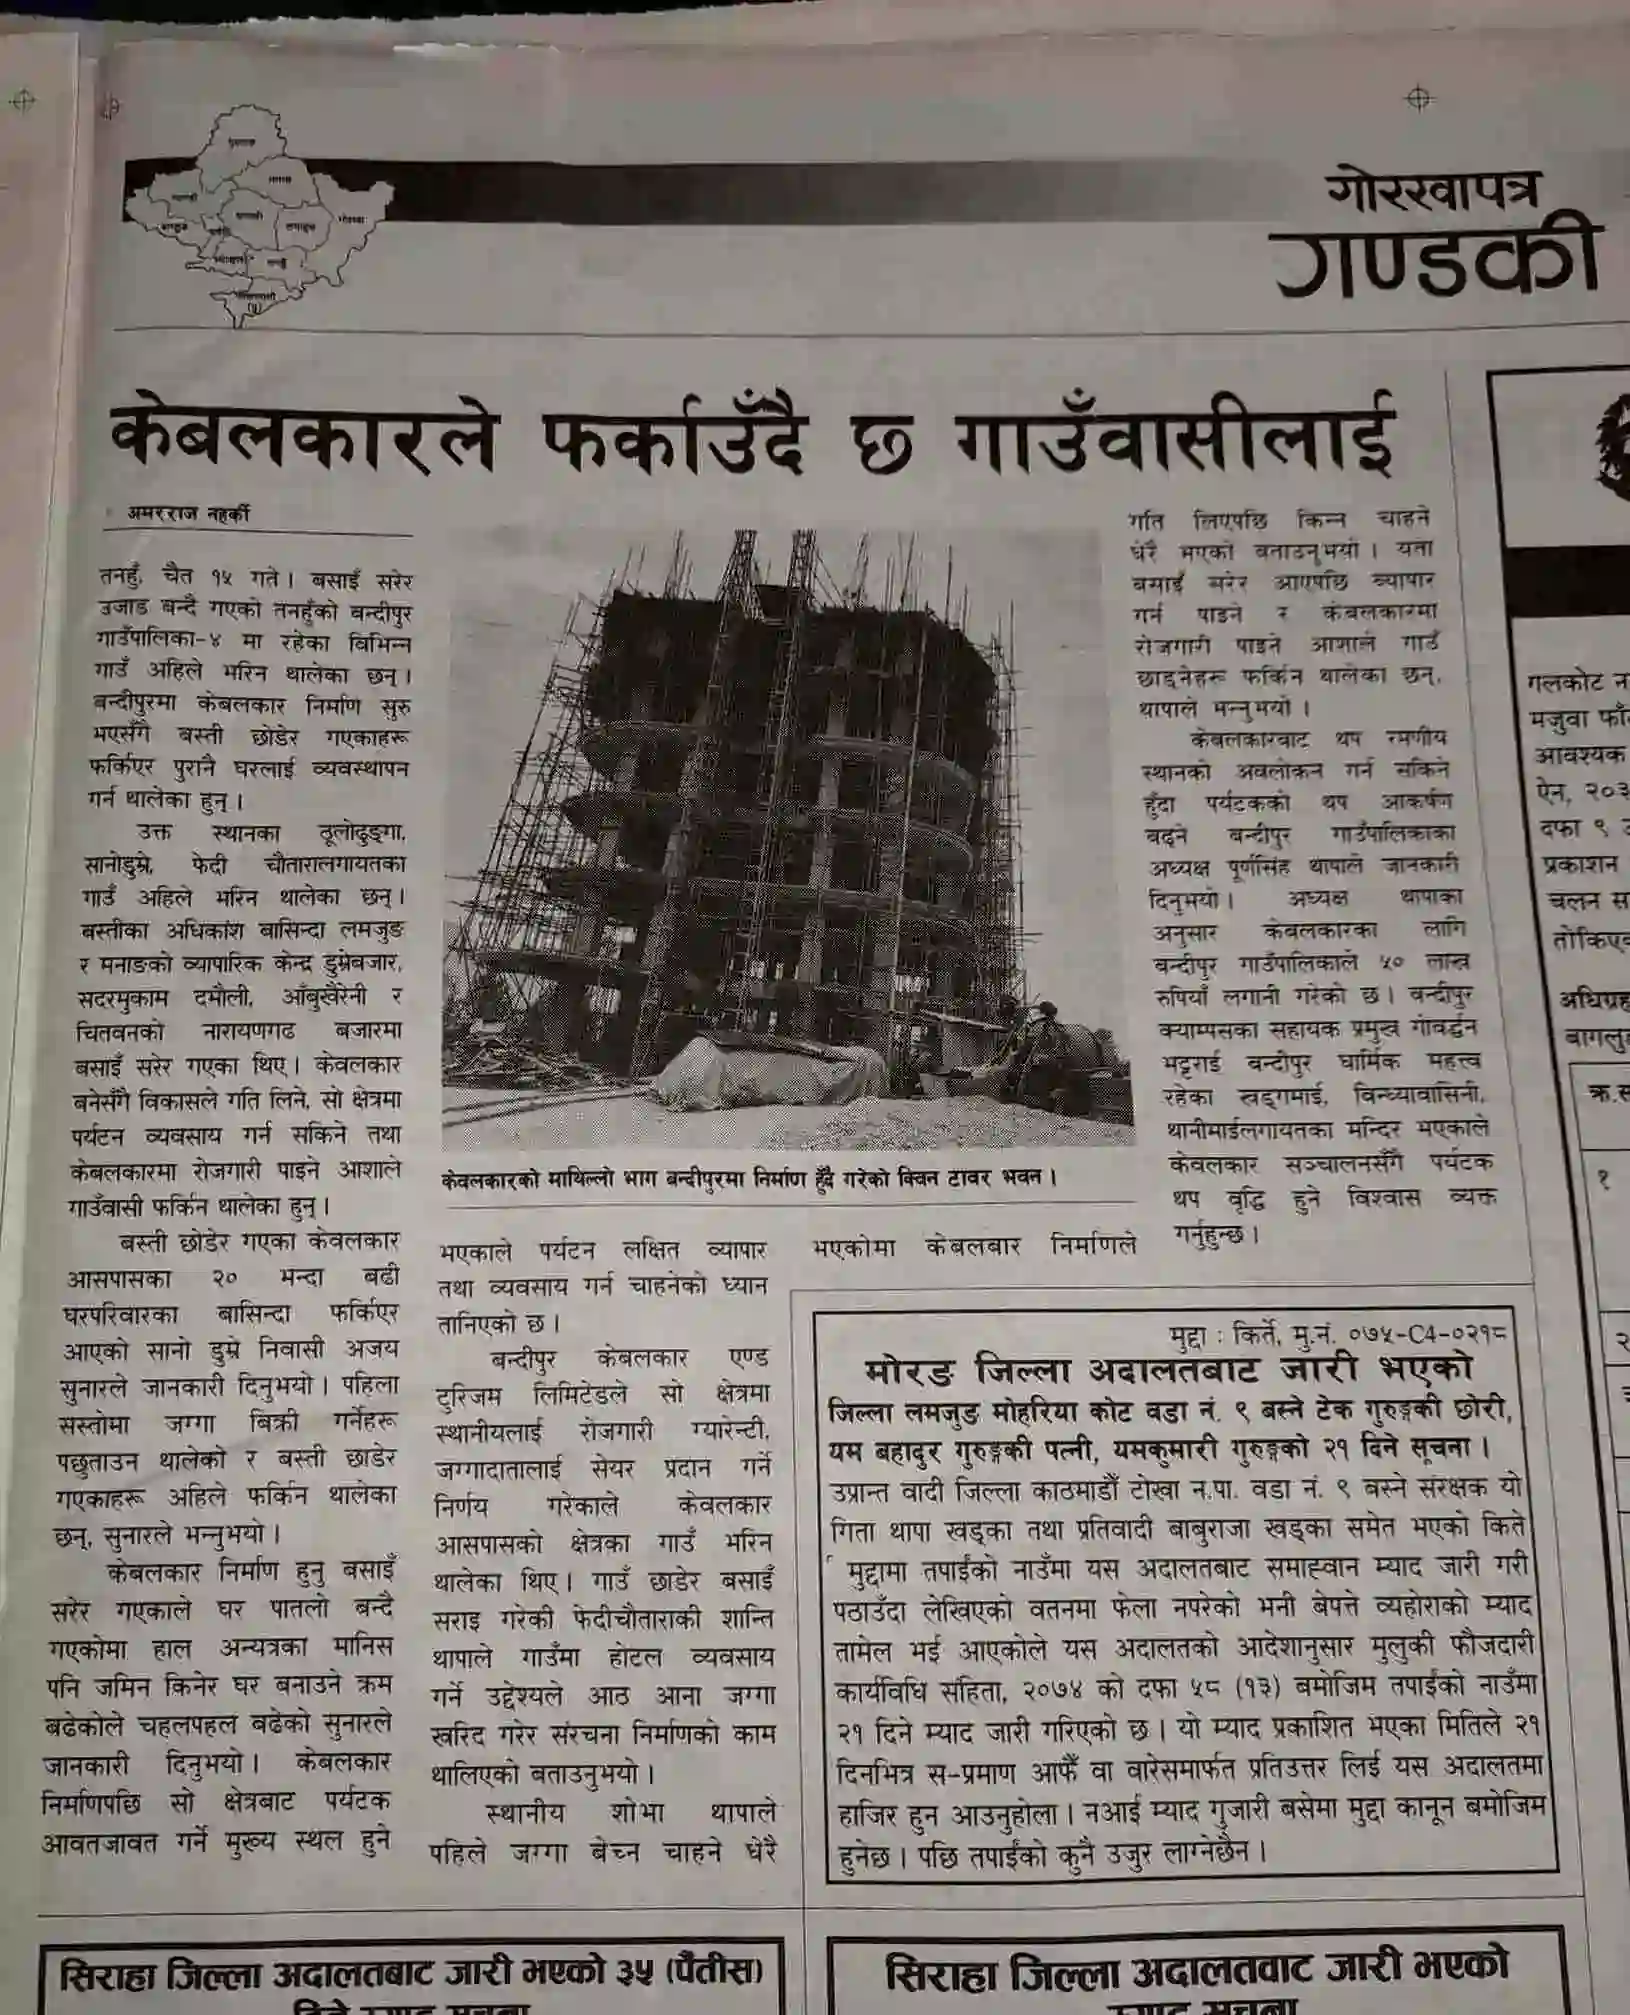 गोरखापत्र
गण्डकी
केबलकारले फर्काउँदै छ गाउँवासीलाई
अमरराज नहर्की
तनहुँ, चैत १५ गते । बसाइँ सरेर
उजाड बन्दै गएको तनहुँको बन्दीपुर
गाउँपालिका-४ मा रहेका विभिन्न
गाउँ अहिले भरिन थालेका छन् ।
बन्दीपुरमा केबलकार निर्माण सुरु
भएसँगै बस्ती छोडेर गएकाहरू
फर्किएर पुरानै घरलाई व्यवस्थापन
गर्न थालेका हुन् ।
उक्त स्थानका ठूलोढुङ्गा,
सानोडुम्रे, फेदी चौतारालगायतका
गाउँ अहिले भरिन थालेका छन् ।
बस्तीका अधिकांश बासिन्दा लमजुङ
र मनाङको व्यापारिक केन्द्र डुम्रेबजार,
सदरमुकाम दमौली, आँबुखैरेनी र
चितवनको नारायणगढ बजारमा
बसाइँ सरेर गएका थिए । केवलकार
बनेसँगै विकासले गति लिने, सो क्षेत्रमा
पर्यटन व्यवसाय गर्न सकिने तथा
केबलकारमा रोजगारी पाइने आशाले
गाउँवासी फर्किन थालेका हुन् ।
बस्ती छोडेर गएका केवलकार
आसपासका २० भन्दा बढी
घरपरिवारका बासिन्दा फर्किएर
आएको सानो डुम्रे निवासी अजय
सुनारले जानकारी दिनुभयो । पहिला
सस्तोमा जग्गा बिक्री गर्नेहरू
पछुताउन थालेको र बस्ती छाडेर
गएकाहरू अहिले फर्किन थालेका
छन्, सुनारले भन्नुभयो ।
केबलकार निर्माण हुनु बसाइँ
सरेर गएकाले घर पातलो बन्दै
गएकोमा हाल अन्यत्रका मानिस
पनि जमिन किनेर घर बनाउने क्रम
बढेकोले चहलपहल बढेको सुनारले
जानकारी दिनुभयो । केबलकार
निर्माणपछि सो क्षेत्रबाट पर्यटक
आवतजावत गर्ने मुख्य स्थल हुने
केवलकारको माथिल्लो भाग बन्दीपुरमा निर्माण हुँदै गरेको क्विन टावर भवन ।
भएकाले पर्यटन लक्षित व्यापार
तथा व्यवसाय गर्न चाहनेको ध्यान
तानिएको छ ।
बन्दीपुर केबलकार एण्ड
टुरिजम लिमिटेडले सो क्षेत्रमा
स्थानीयलाई रोजगारी ग्यारेन्टी,
जग्गादातालाई सेयर प्रदान गर्ने
निर्णय गरेकाले केवलकार
आसपासको क्षेत्रका गाउँ भरिन
थालेका थिए । गाउँ छाडेर बसाइँ
सराइ गरेकी फेदीचौताराकी शान्ति
थापाले गाउँमा होटल व्यवसाय
गर्ने उद्देश्यले आठ आना जग्गा
खरिद गरेर संरचना निर्माणको काम
थालिएको बताउनुभयो ।
स्थानीय शोभा थापाले
पहिले जग्गा बेच्न चाहने धेरै
भएकोमा केबलबार निर्माणले
गति लिएपछि किन्न चाहने
धेरै भएको बताउनुभयो । यता
बसाइँ सरेर आएपछि व्यापार
गर्न पाइने र केबलकारमा
रोजगारी पाइने आशाले गाउँ
छाड्नेहरू फर्किन थालेका छन्,
थापाले भन्नुभयो ।
केबलकारबाट थप रमणीय
स्थानको अवलोकन गर्न सकिने
हुँदा पर्यटकको थप आकर्षण
बढ्ने बन्दीपुर गाउँपालिकाका
अध्यक्ष पूर्णसिंह थापाले जानकारी
दिनुभयो । अध्यक्ष थापाका
अनुसार केबलकारका लागि
बन्दीपुर गाउँपालिकाले ५० लाख
रुपियाँ लगानी गरेको छ । बन्दीपुर
क्याम्पसका सहायक प्रमुख गोवर्द्धन
भट्टराई बन्दीपुर धार्मिक महत्त्व
रहेका खड्गमाई, विन्ध्यावासिनी,
थानीमाईलगायतका मन्दिर भएकाले
केवलकार सञ्चालनसँगै पर्यटक
थप वृद्धि हुने विश्वास व्यक्त
गर्नुहुन्छ ।
मुद्दा : किर्ते, मु.नं. ०७५-C4-०२१८
मोरङ जिल्ला अदालतबाट जारी भएको
जिल्ला लमजुङ मोहरिया कोट वडा नं. ९ बस्ने टेक गुरुङ्गकी छोरी,
यम बहादुर गुरुङ्गकी पत्नी, यमकुमारी गुरुङ्गको २१ दिने सूचना ।
उप्रान्त वादी जिल्ला काठमाडौँ टोखा न.पा. वडा नं. ९ बस्ने संरक्षक यो
गिता थापा खड्का तथा प्रतिवादी बाबुराजा खड्का समेत भएको किर्ते
मुद्दामा तपाईंको नाउँमा यस अदालतबाट समाह्वान म्याद जारी गरी
पठाउँदा लेखिएको वतनमा फेला नपरेको भनी बेपत्ते व्यहोराको म्याद
तामेल भई आएकोले यस अदालतको आदेशानुसार मुलुकी फौजदारी
कार्यविधि संहिता, २०७४ को दफा ५८ (१३) बमोजिम तपाईंको नाउँमा
२१ दिने म्याद जारी गरिएको छ । यो म्याद प्रकाशित भएका मितिले २१
दिनभित्र स-प्रमाण आफैँ वा वारेसमार्फत प्रतिउत्तर लिई यस अदालतमा
हाजिर हुन आउनुहोला । नआई म्याद गुजारी बसेमा मुद्दा कानून बमोजिम
हुनेछ । पछि तपाईंको कुनै उजुर लाग्नेछैन ।
सिराहा जिल्ला अदालतबाट जारी भएको ३५ (पैँतीस)
सिराहा जिल्ला अदालतवाट जारी भएको
गलकोट
मजुवा
आवश्यक
ऐन, २०३
दफा ९
प्रकाशन
चलन
अधिग्रह
क्र.स
१
२